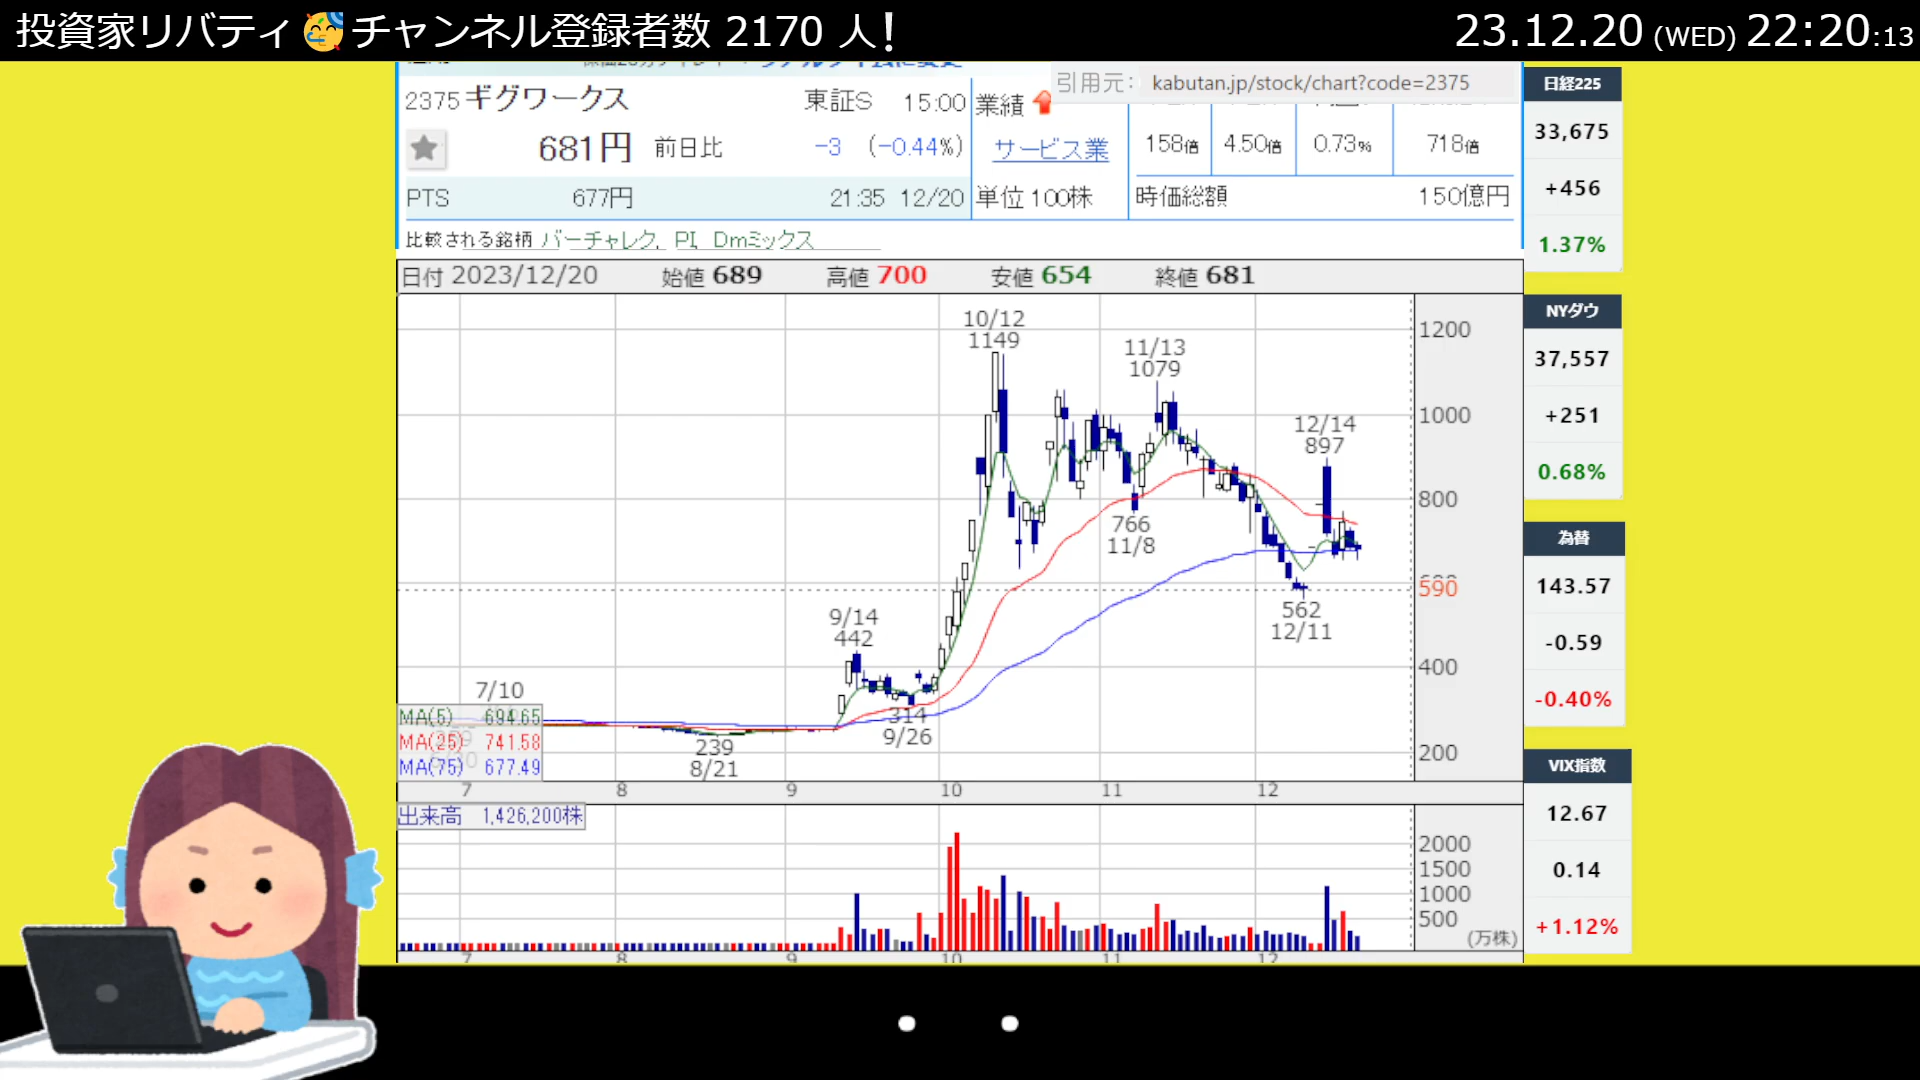 投資家リバティ🥳チャンネル登録者数 2170 人!
23.12.20 (WED) 22:20:13
引用元: kabutan.jp/stock/chart?code=2375
2375 ギグワークス 東証S 15:00 業績
681円 前日比 -3 (-0.44%) サービス業 158倍 4.50倍 0.73% 718倍
PTS 677円 21:35 12/20 単位 100株 時価総額 150億円
比較される銘柄 バーチャレク, PI, Dmミックス
日付 2023/12/20 始値 689 高値 700 安値 654 終値 681
10/12
1149
11/13
1079
12/14
897
766
11/8
562
12/11
9/14
442
314
9/26
7/10
239
8/21
MA(5) 694.65
MA(25) 741.58
MA(75) 677.49
1200
1000
800
590
400
200
7 8 9 10 11 12
出来高 1,426,200株
2000
1500
1000
500
(万株)
7 8 9 10 11 12
日経225
33,675
+456
1.37%
NYダウ
37,557
+251
0.68%
為替
143.57
-0.59
-0.40%
VIX指数
12.67
0.14
+1.12%